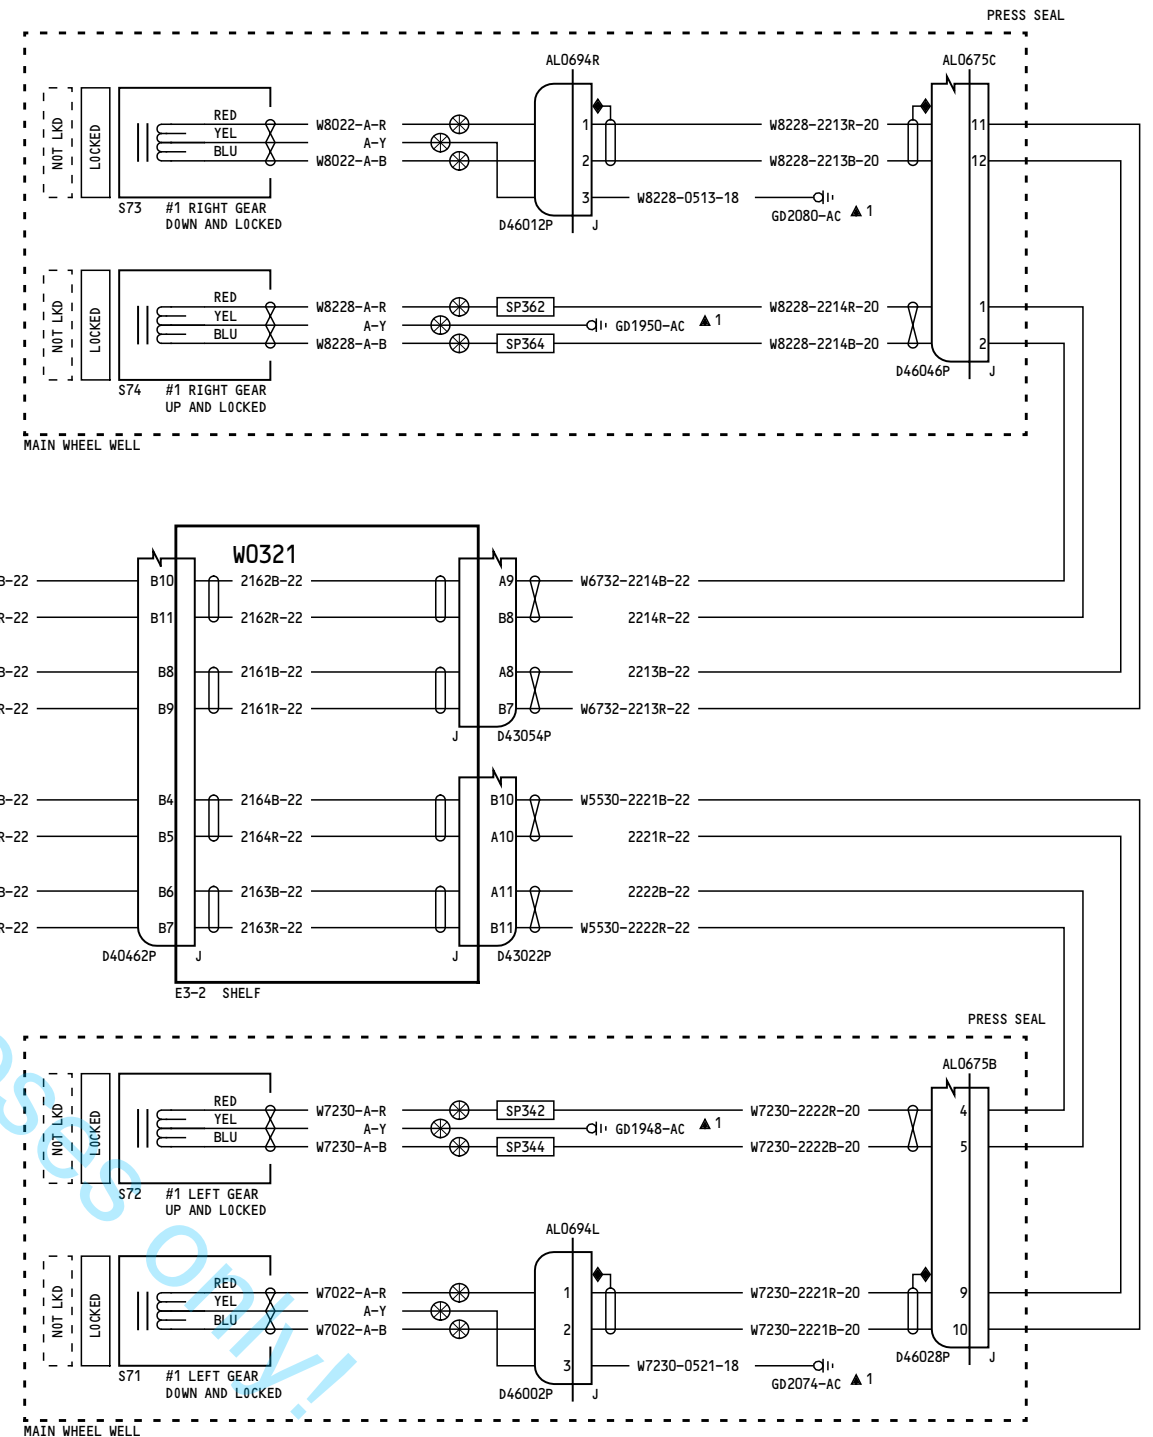 PRESS SEAL
AL0694R AL0675C
NOT LKD LOCKED RED YEL BLU W8022-A-R A-Y W8022-A-B 1 2 3 W8228-2213R-20 W8228-2213B-20 11 12
W8228-0513-18 GD2080-AC 1
S73 #1 RIGHT GEAR DOWN AND LOCKED
D46012P J
NOT LKD LOCKED RED YEL BLU W8228-A-R A-Y W8228-A-B SP362 SP364 GD1950-AC 1 W8228-2214R-20 W8228-2214B-20 1 2
D46046P J
S74 #1 RIGHT GEAR UP AND LOCKED
MAIN WHEEL WELL
W0321
B-22 B10 2162B-22 A9 W6732-2214B-22
R-22 B11 2162R-22 B8 2214R-22
B-22 B8 2161B-22 A8 2213B-22
R-22 B9 2161R-22 B7 W6732-2213R-22
J D43054P
B-22 B4 2164B-22 B10 W5530-2221B-22
R-22 B5 2164R-22 A10 2221R-22
B-22 B6 2163B-22 A11 2222B-22
R-22 B7 2163R-22 B11 W5530-2222R-22
D40462P J J D43022P
E3-2 SHELF
PRESS SEAL
AL0675B
NOT LKD LOCKED RED YEL BLU W7230-A-R A-Y W7230-A-B SP342 SP344 GD1948-AC 1 W7230-2222R-20 W7230-2222B-20 4 5
S72 #1 LEFT GEAR UP AND LOCKED
AL0694L
NOT LKD LOCKED RED YEL BLU W7022-A-R A-Y W7022-A-B 1 2 3 W7230-2221R-20 W7230-2221B-20 9 10
W7230-0521-18 GD2074-AC 1
D46028P J
S71 #1 LEFT GEAR DOWN AND LOCKED
D46002P J
MAIN WHEEL WELL
only!